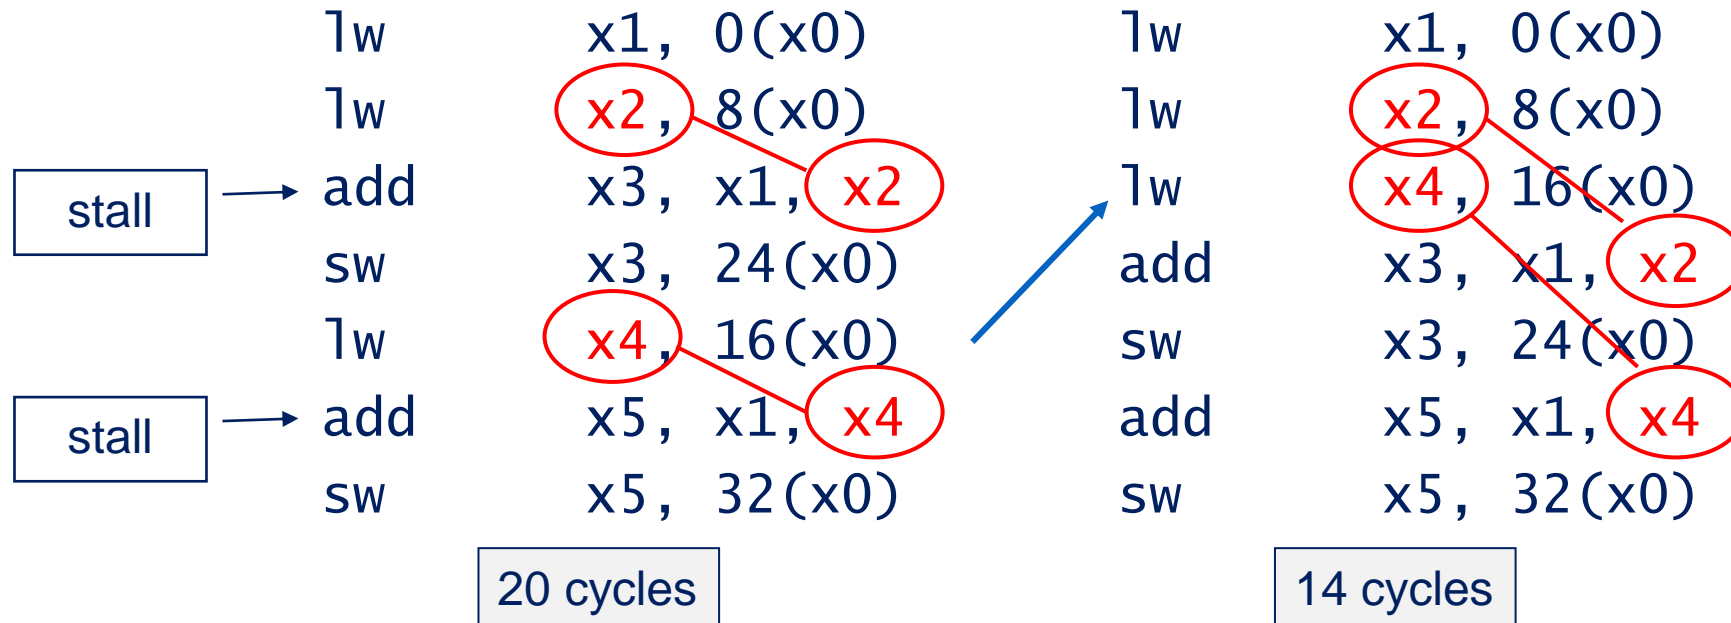 lw x1, 0(x0)
lw x2, 8(x0)
stall
add x3, x1, x2
sw x3, 24(x0)
lw x4, 16(x0)
stall
add x5, x1, x4
sw x5, 32(x0)
20 cycles
lw x1, 0(x0)
lw x2, 8(x0)
lw x4, 16(x0)
add x3, x1, x2
sw x3, 24(x0)
add x5, x1, x4
sw x5, 32(x0)
14 cycles